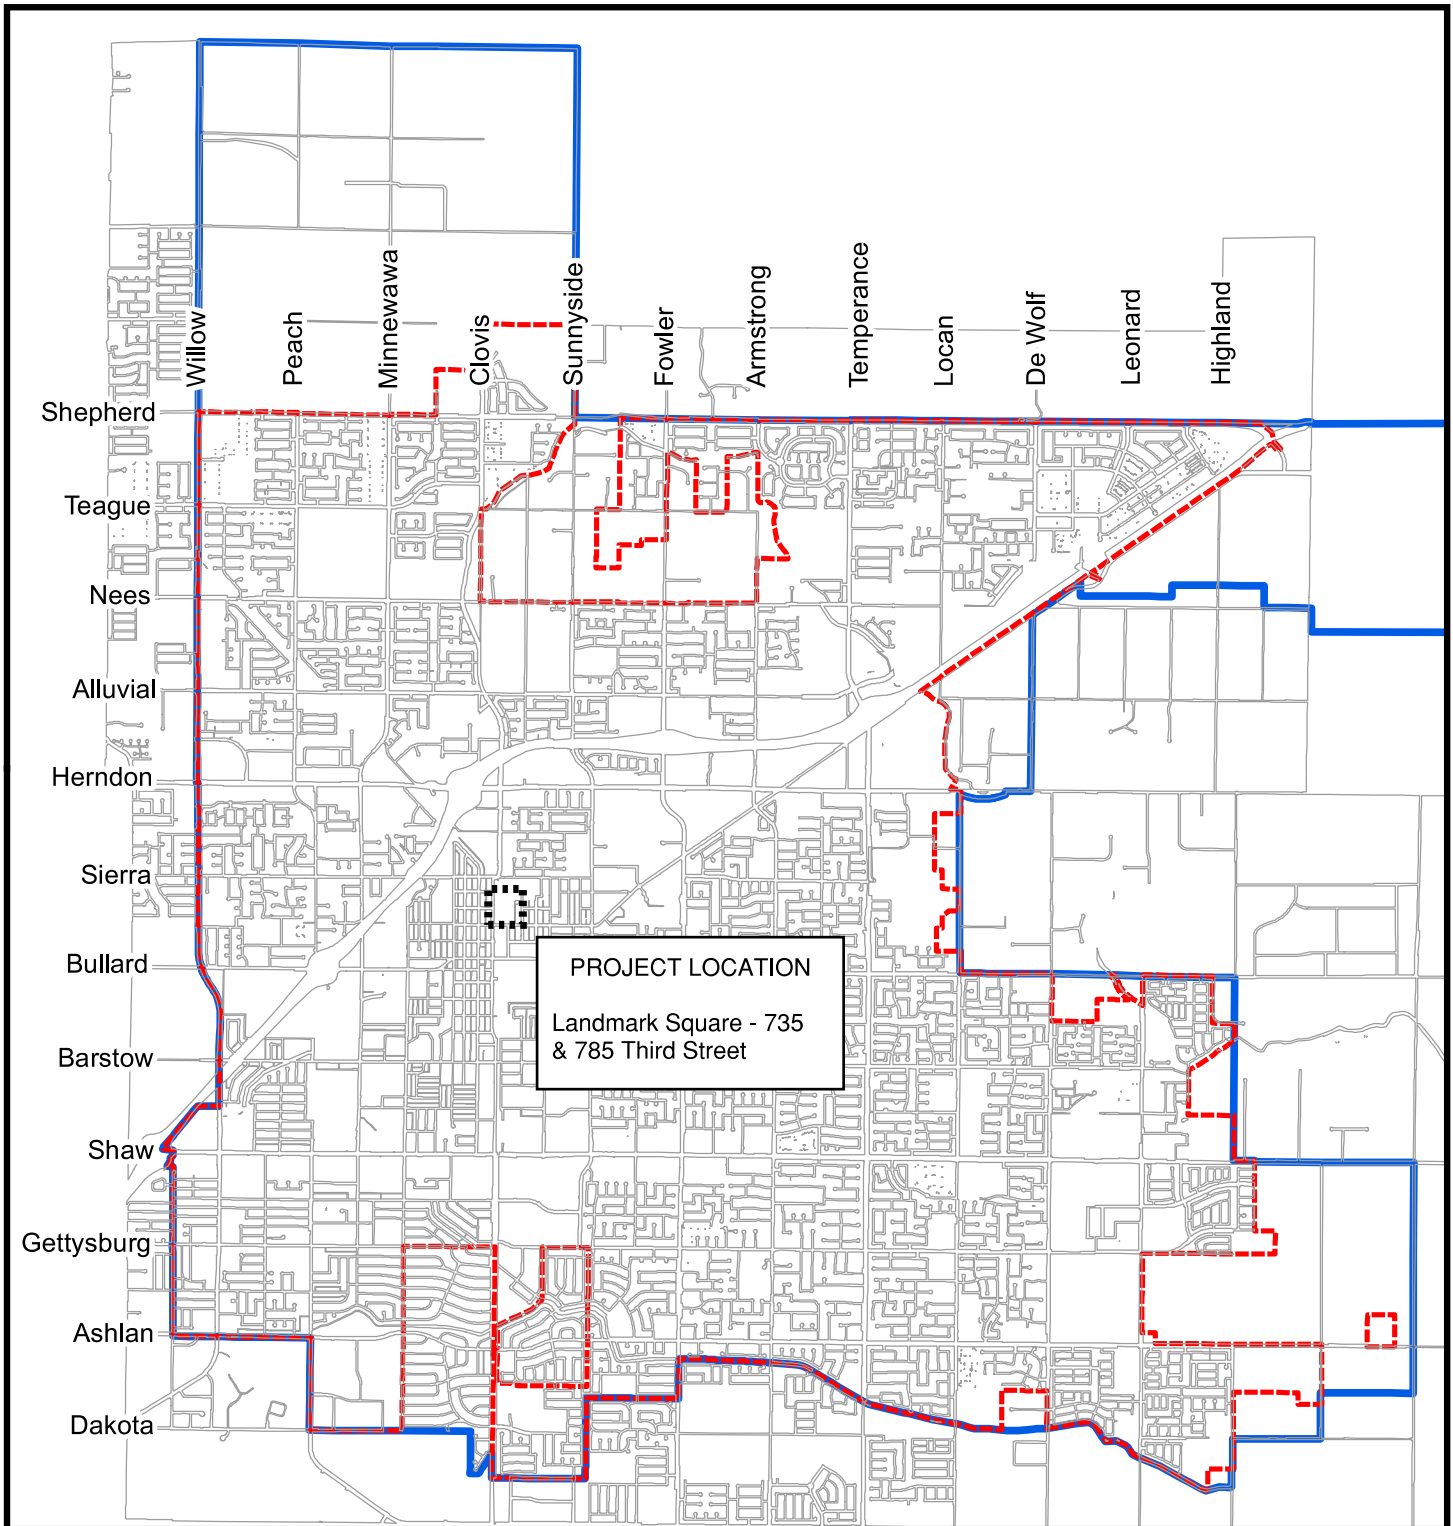 Willow
Peach
Minnewawa
Clovis
Sunnyside
Fowler
Armstrong
Temperance
Locan
De Wolf
Leonard
Highland
Shepherd
Teague
Nees
Alluvial
Herndon
Sierra
Bullard
Barstow
Shaw
Gettysburg
Ashlan
Dakota
PROJECT LOCATION
Landmark Square - 735
& 785 Third Street